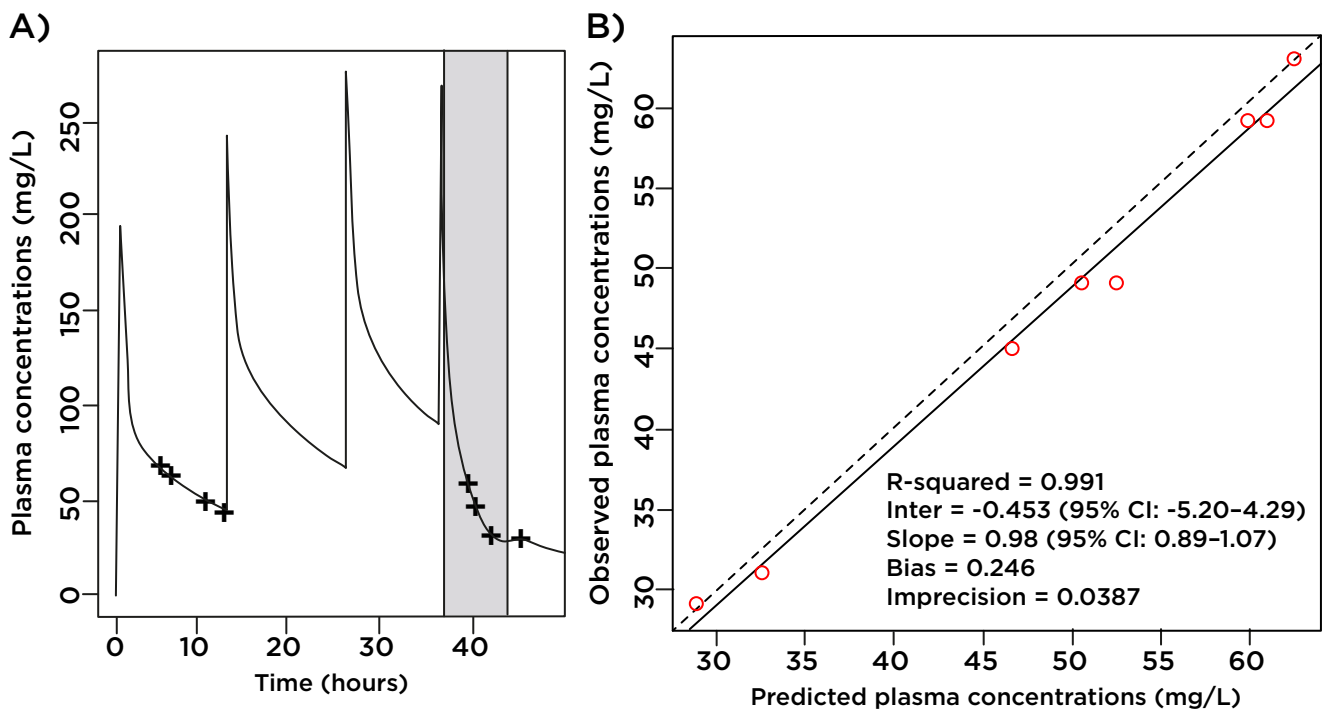 A)
Plasma concentrations (mg/L)
250
200
150
100
50
0
0 10 20 30 40
Time (hours)
B)
Observed plasma concentrations (mg/L)
60
65
50
45
40
35
30
R-squared = 0.991
Inter = -0.453 (95% CI: -5.20–4.29)
Slope = 0.98 (95% CI: 0.89–1.07)
Bias = 0.246
Imprecision = 0.0387
30 35 40 45 50 55 60
Predicted plasma concentrations (mg/L)